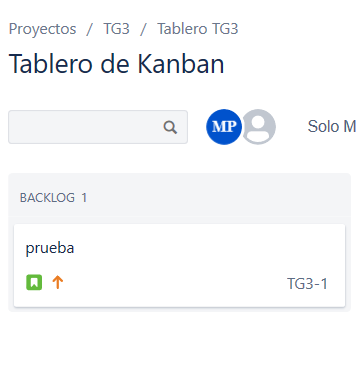 Proyectos / TG3 / Tablero TG3
Tablero de Kanban
MP Solo M
BACKLOG 1
prueba
TG3-1